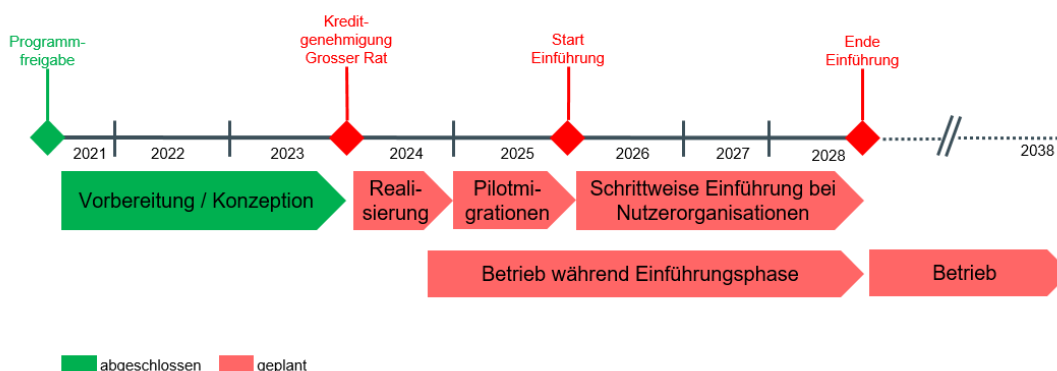 Programm-
freigabe
Kredit-
genehmigung
Grosser Rat
Start
Einführung
Ende
Einführung
2021 2022 2023 2024 2025 2026 2027 2028 2038
Vorbereitung / Konzeption
Reali-
sierung
Pilotmi-
grationen
Schrittweise Einführung bei
Nutzerorganisationen
Betrieb während Einführungsphase
Betrieb
abgeschlossen
geplant